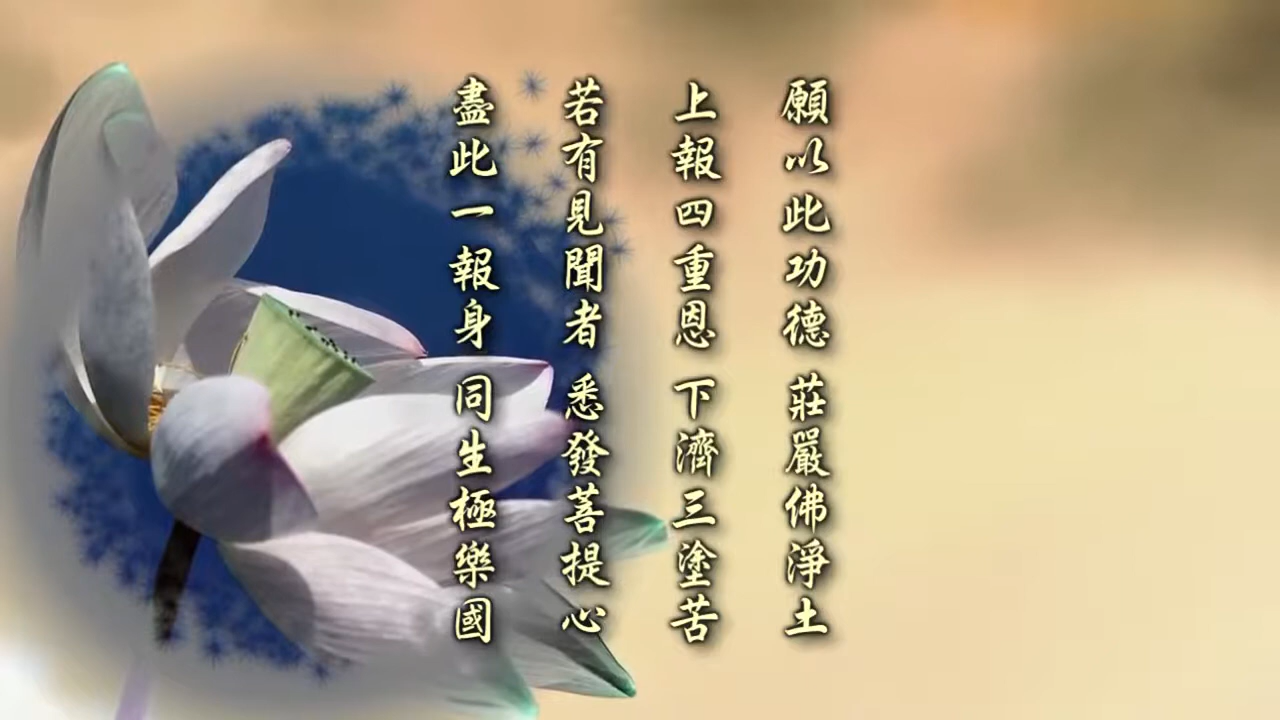 願以此功德 莊嚴佛淨土
上報四重恩 下濟三塗苦
若有見聞者 悉發菩提心
盡此一報身 同生極樂國